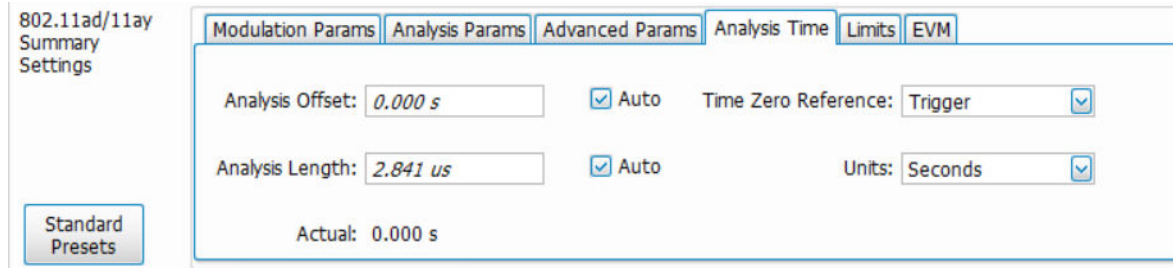 802.11ad/11ay
Summary
Settings
Modulation Params Analysis Params Advanced Params Analysis Time Limits EVM
Analysis Offset: 0.000 s Auto Time Zero Reference: Trigger
Analysis Length: 2.841 us Auto Units: Seconds
Actual: 0.000 s
Standard
Presets